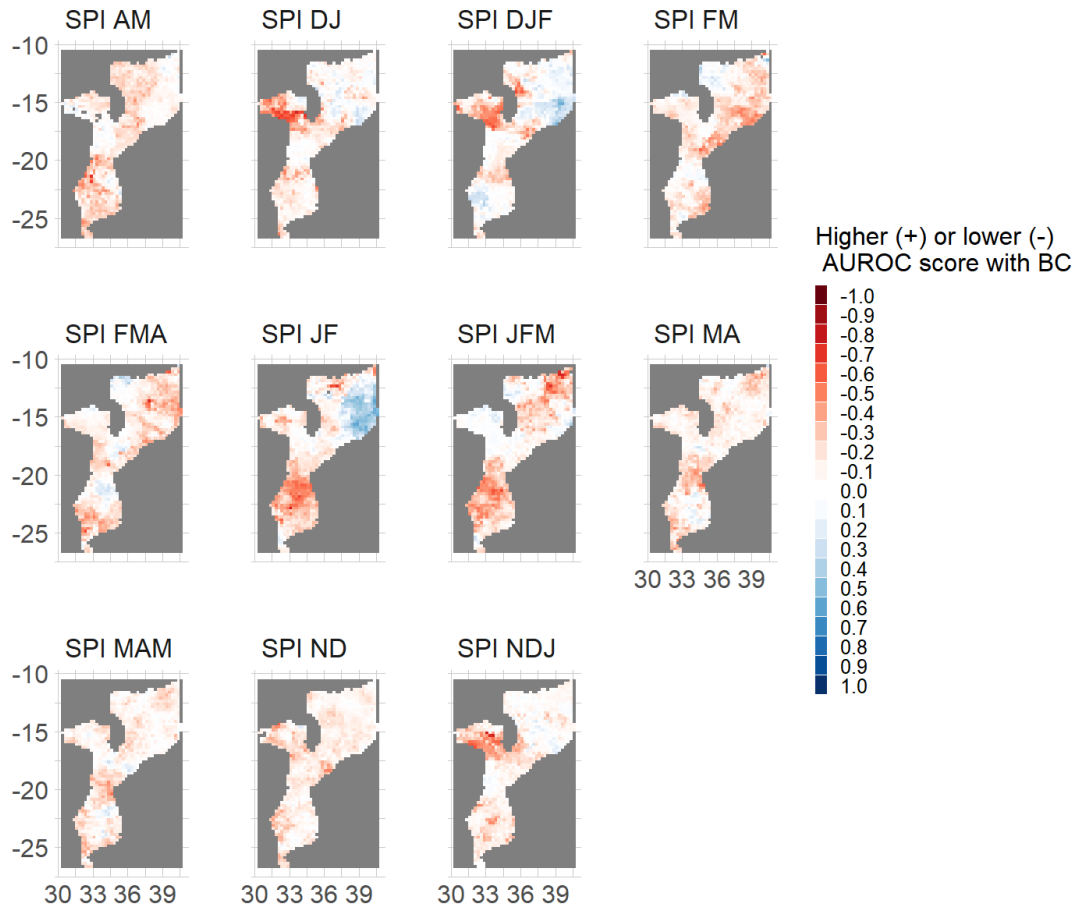 SPI AM
SPI DJ
SPI DJF
SPI FM
-10
-15
-20
-25
SPI FMA
SPI JF
SPI JFM
SPI MA
-10
-15
-20
-25
30 33 36 39
SPI MAM
SPI ND
SPI NDJ
-10
-15
-20
-25
30 33 36 39
30 33 36 39
30 33 36 39
Higher (+) or lower (-)
AUROC score with BC
-1.0
-0.9
-0.8
-0.7
-0.6
-0.5
-0.4
-0.3
-0.2
-0.1
0.0
0.1
0.2
0.3
0.4
0.5
0.6
0.7
0.8
0.9
1.0